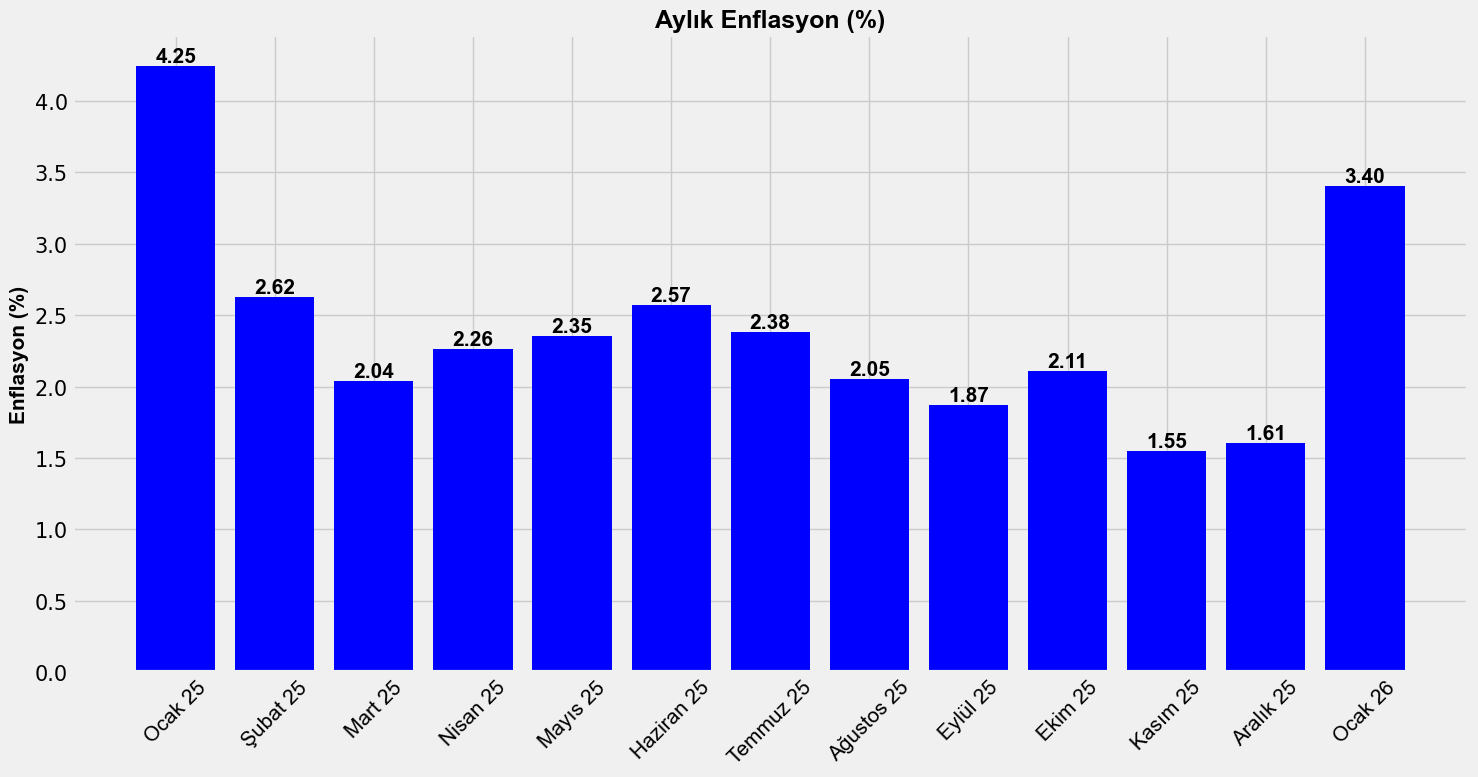 Aylık Enflasyon (%)
Enflasyon (%)
4.0
3.5
3.0
2.5
2.0
1.5
1.0
0.5
0.0
4.25
2.62
2.04
2.26
2.35
2.57
2.38
2.05
1.87
2.11
1.55
1.61
3.40
Ocak 25
Şubat 25
Mart 25
Nisan 25
Mayıs 25
Haziran 25
Temmuz 25
Ağustos 25
Eylül 25
Ekim 25
Kasım 25
Aralık 25
Ocak 26